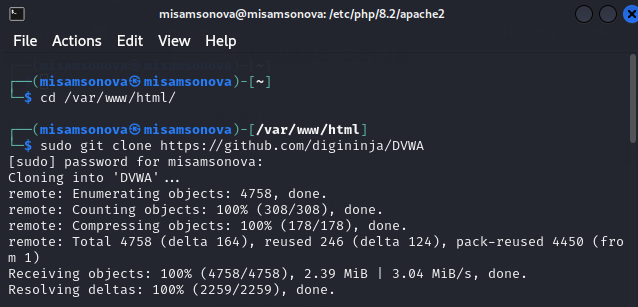 misamsonova@misamsonova: /etc/php/8.2/apache2
File Actions Edit View Help
┌──(misamsonova㉿misamsonova)-[~]
└─$ cd /var/www/html/
┌──(misamsonova㉿misamsonova)-[/var/www/html]
└─$ sudo git clone https://github.com/digininja/DVWA
[sudo] password for misamsonova:
Cloning into 'DVWA'...
remote: Enumerating objects: 4758, done.
remote: Counting objects: 100% (308/308), done.
remote: Compressing objects: 100% (178/178), done.
remote: Total 4758 (delta 164), reused 246 (delta 124), pack-reused 4450 (fro
m 1)
Receiving objects: 100% (4758/4758), 2.39 MiB | 3.04 MiB/s, done.
Resolving deltas: 100% (2259/2259), done.